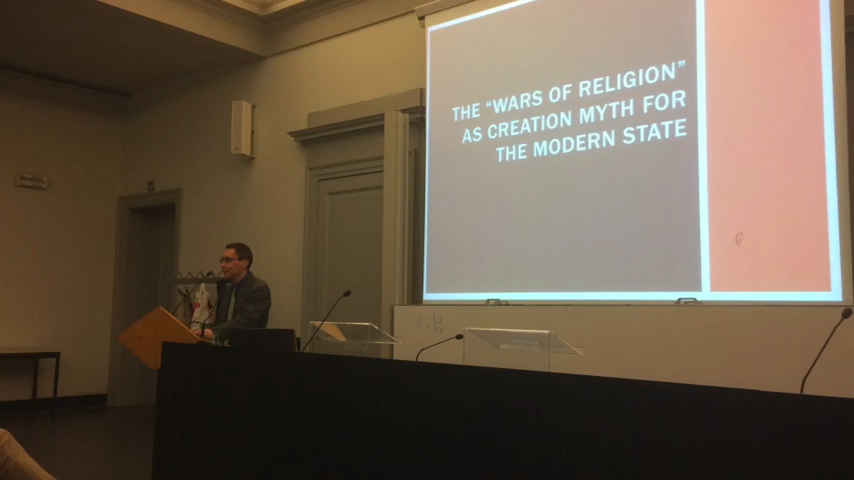 THE "WARS OF RELIGION"
AS CREATION MYTH FOR
THE MODERN STATE